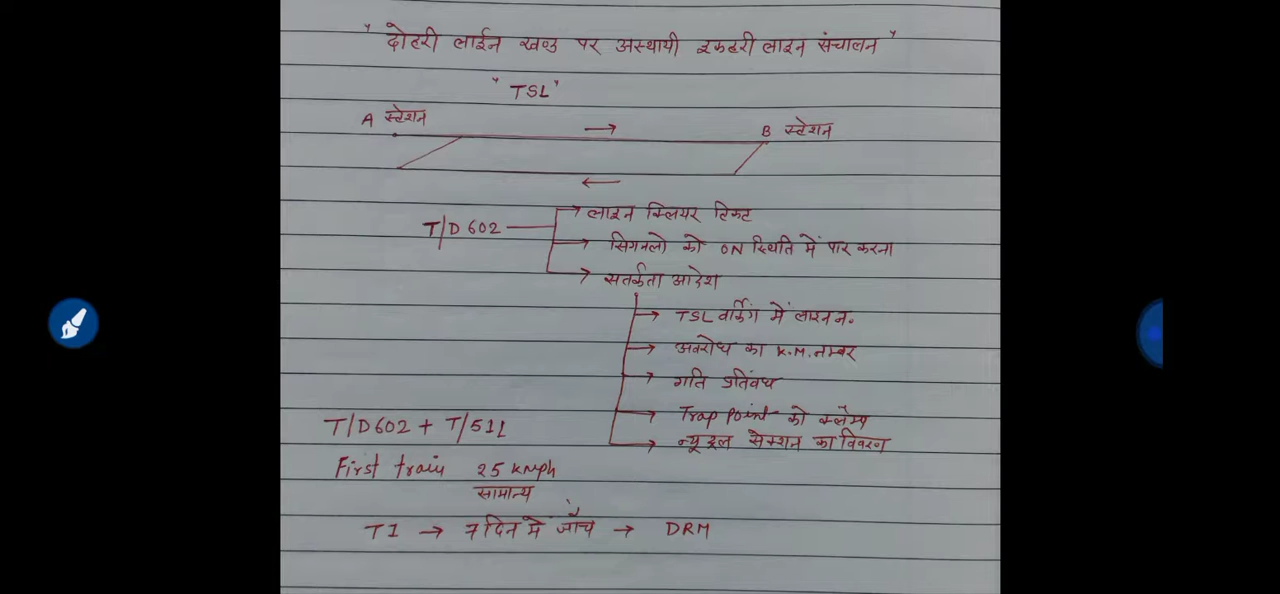 " दोहरी लाईन खण्ड पर अस्थायी इकहरी लाइन संचालन "
" TSL "
A स्टेशन
B स्टेशन
T/D 602
लाइन क्लियर टिकट
सिगनलो को ON स्थिति में पार करना
सतर्कता आदेश
TSL वर्किंग में लाइन न.
अवरोध का K.M. नम्बर
गति प्रतिबंध
Trap point को क्लैम्प
न्यूट्रल सेक्शन का विवरण
T/D602 + T/511
First train 25 KMph
सामान्य
TI → 7 दिन में जाँच → DRM